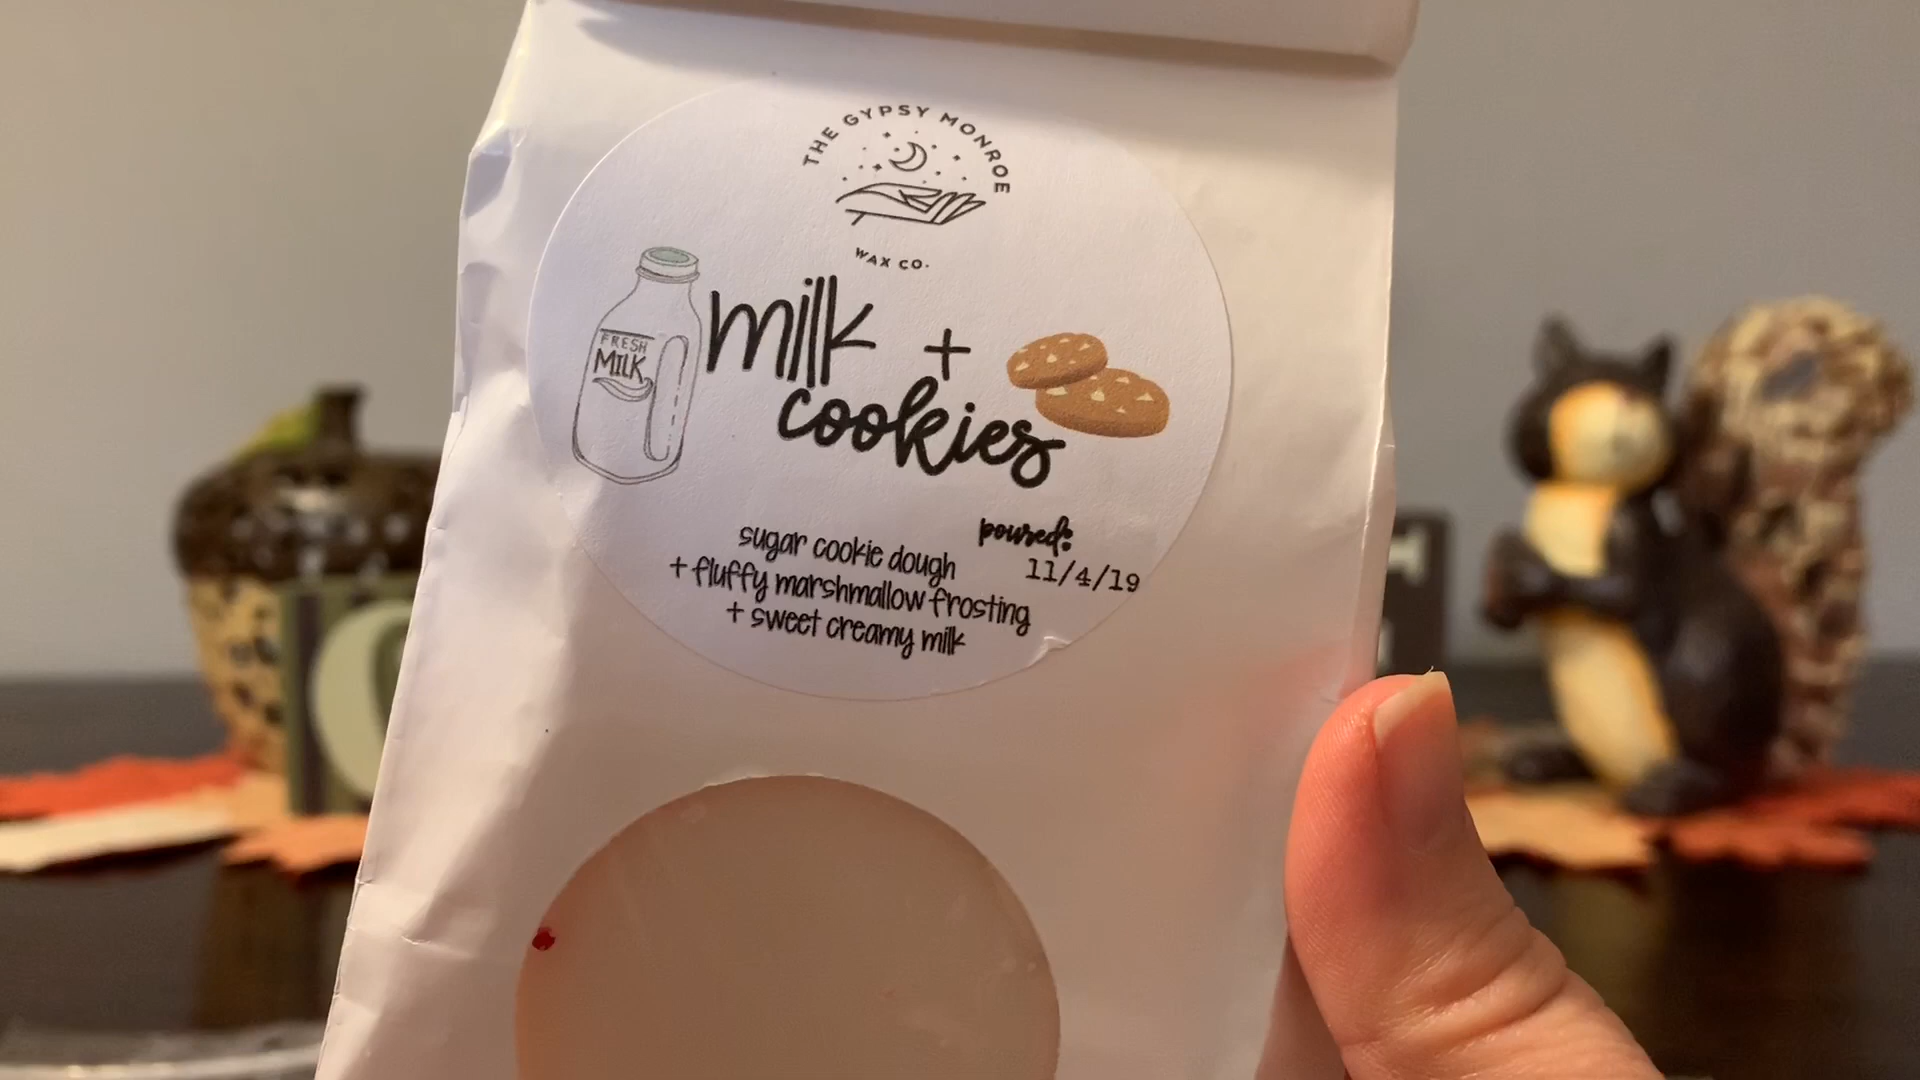 THE GYPSY MONROE
WAX CO.
FRESH
MILK
milk +
cookies
sugar cookie dough
+ fluffy marshmallow frosting
+ sweet creamy milk
poured:
11/4/19